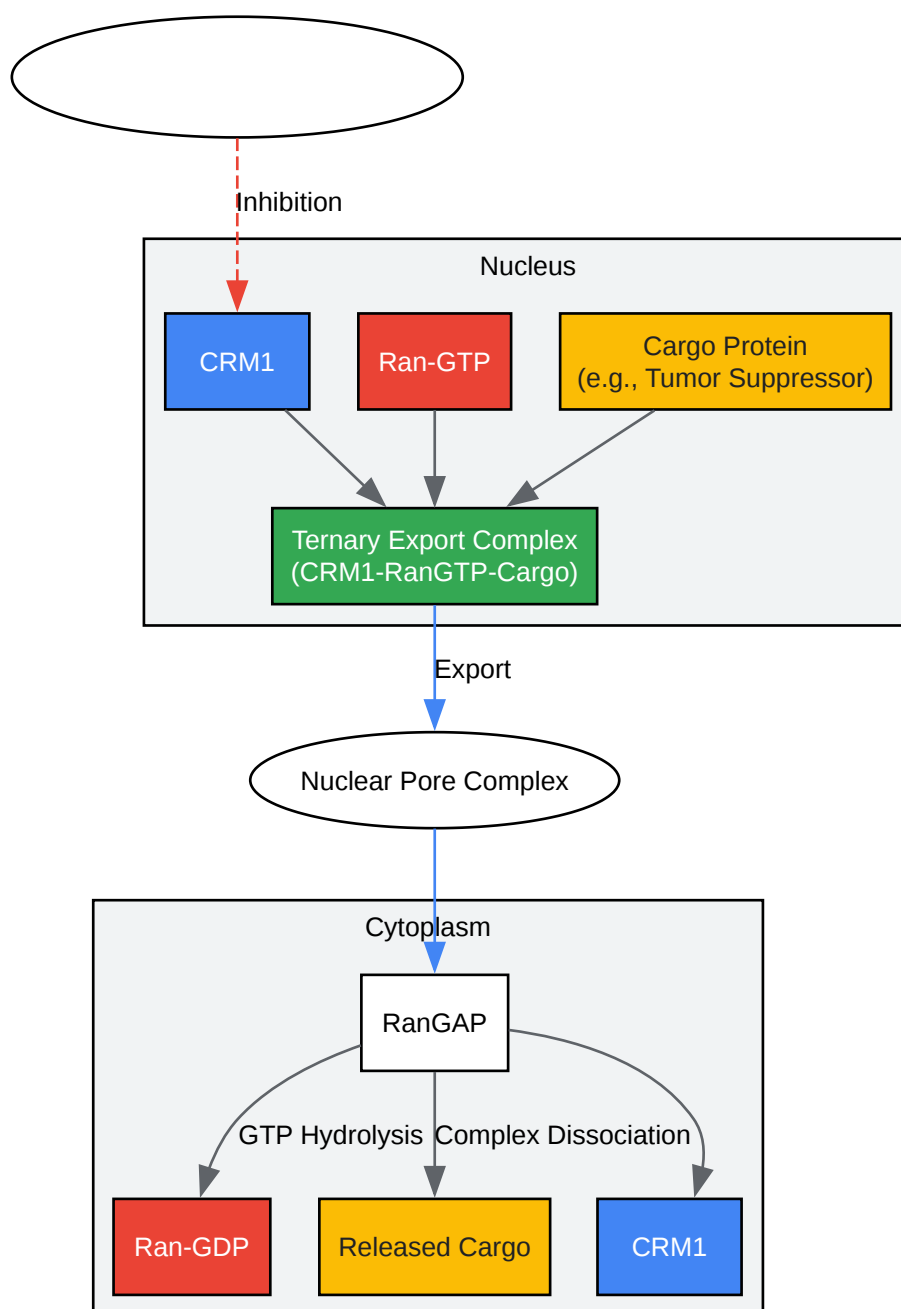 Inhibition
Nucleus
CRM1
Ran-GTP
Cargo Protein
(e.g., Tumor Suppressor)
Ternary Export Complex
(CRM1-RanGTP-Cargo)
Export
Nuclear Pore Complex
Cytoplasm
RanGAP
GTP Hydrolysis
Complex Dissociation
Ran-GDP
Released Cargo
CRM1